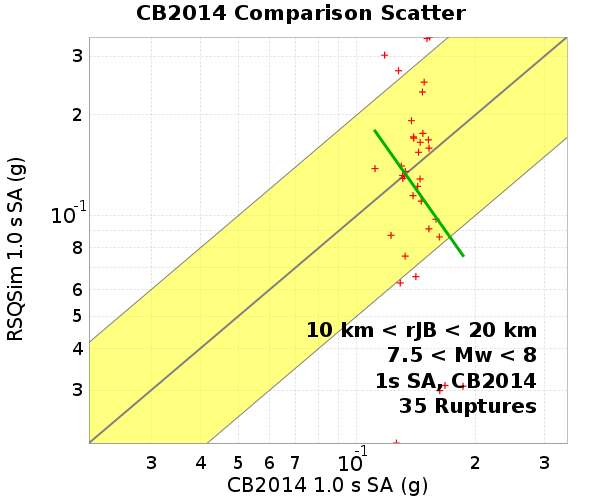 CB2014 Comparison Scatter
RSQSim 1.0 s SA (g)
3
2
10-1
8
6
5
4
3
10 km < rJB < 20 km
7.5 < Mw < 8
1s SA, CB2014
35 Ruptures
3 4 5 6 7 10-1 2 3
CB2014 1.0 s SA (g)